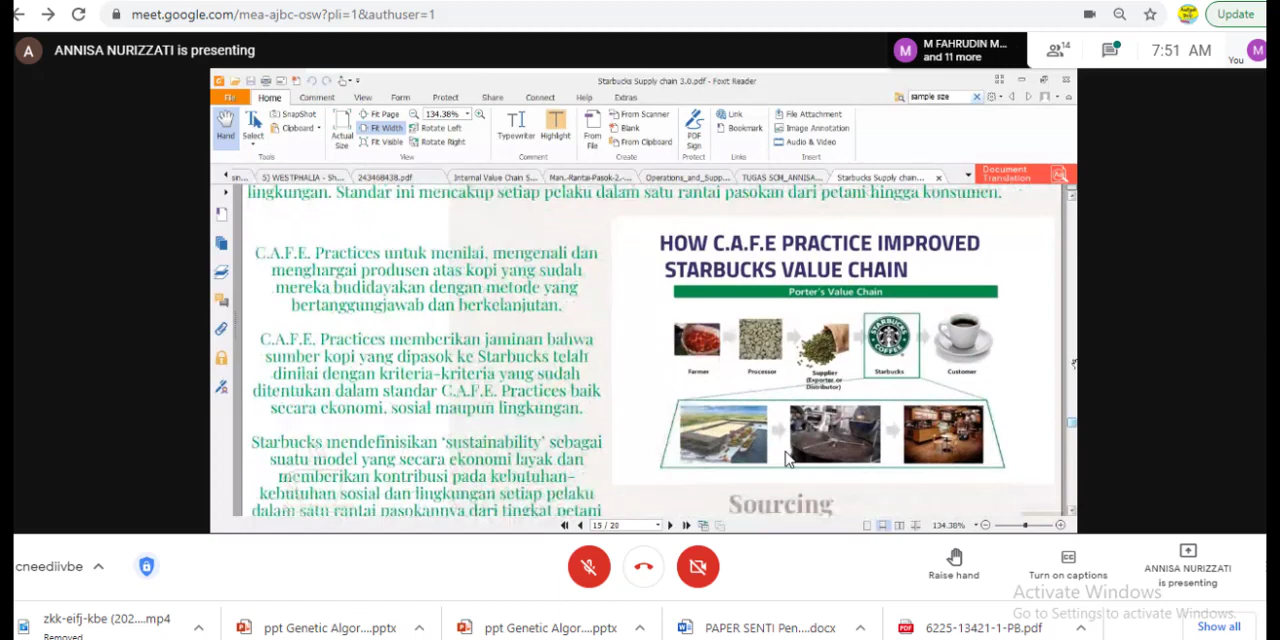 meet.google.com/mea-ajbc-osw?pli=1&authuser=1
Update
A
ANNISA NURIZZATI is presenting
M
M FAHRUDIN M...
and 11 more
14
7:51 AM
You
M
Starbucks Supply chain 3.0.pdf - Foxit Reader
File
Home
Comment
View
Form
Protect
Share
Connect
Help
Extras
sample size
Hand
Select
SnapShot
Clipboard
Tools
Actual
Size
Fit Page
Fit Width
Fit Visible
134.38%
Rotate Left
Rotate Right
View
Typewriter
Highlight
Comment
From
File
From Scanner
Blank
From Clipboard
Create
PDF
Sign
Protect
Link
Bookmark
Links
File Attachment
Image Annotation
Audio & Video
Insert
sin...
5) WESTPHALIA - Sh...
243468438.pdf
Internal Value Chain S...
Man.-Rantai-Pasok-2.-...
Operations_and_Supp...
TUGAS SCM_ANNISA...
Starbucks Supply chain...
Document
Translation
lingkungan. Standar ini mencakup setiap pelaku dalam satu rantai pasokan dari petani hingga konsumen.
C.A.F.E. Practices untuk menilai, mengenali dan
menghargai produsen atas kopi yang sudah
mereka budidayakan dengan metode yang
bertanggungjawab dan berkelanjutan.
C.A.F.E. Practices memberikan jaminan bahwa
sumber kopi yang dipasok ke Starbucks telah
dinilai dengan kriteria-kriteria yang sudah
ditentukan dalam standar C.A.F.E. Practices baik
secara ekonomi, sosial maupun lingkungan.
Starbucks mendefinisikan 'sustainability' sebagai
suatu model yang secara ekonomi layak dan
memberikan kontribusi pada kebutuhan-
kebutuhan sosial dan lingkungan setiap pelaku
dalam satu rantai pasokannya dari tingkat petani
HOW C.A.F.E PRACTICE IMPROVED
STARBUCKS VALUE CHAIN
Porter's Value Chain
STARBUCKS
COFFEE
Farmer
Processor
Supplier
(Exporter or
Distributor)
Starbucks
Customer
Sourcing
15 / 20
134.38%
cneediivbe
Raise hand
Turn on captions
ANNISA NURIZZATI
is presenting
Activate Windows
Go to Settings to activate Windows.
zkk-eifj-kbe (202....mp4
Removed
ppt Genetic Algor....pptx
ppt Genetic Algor....pptx
PAPER SENTI Pen....docx
6225-13421-1-PB.pdf
Show all